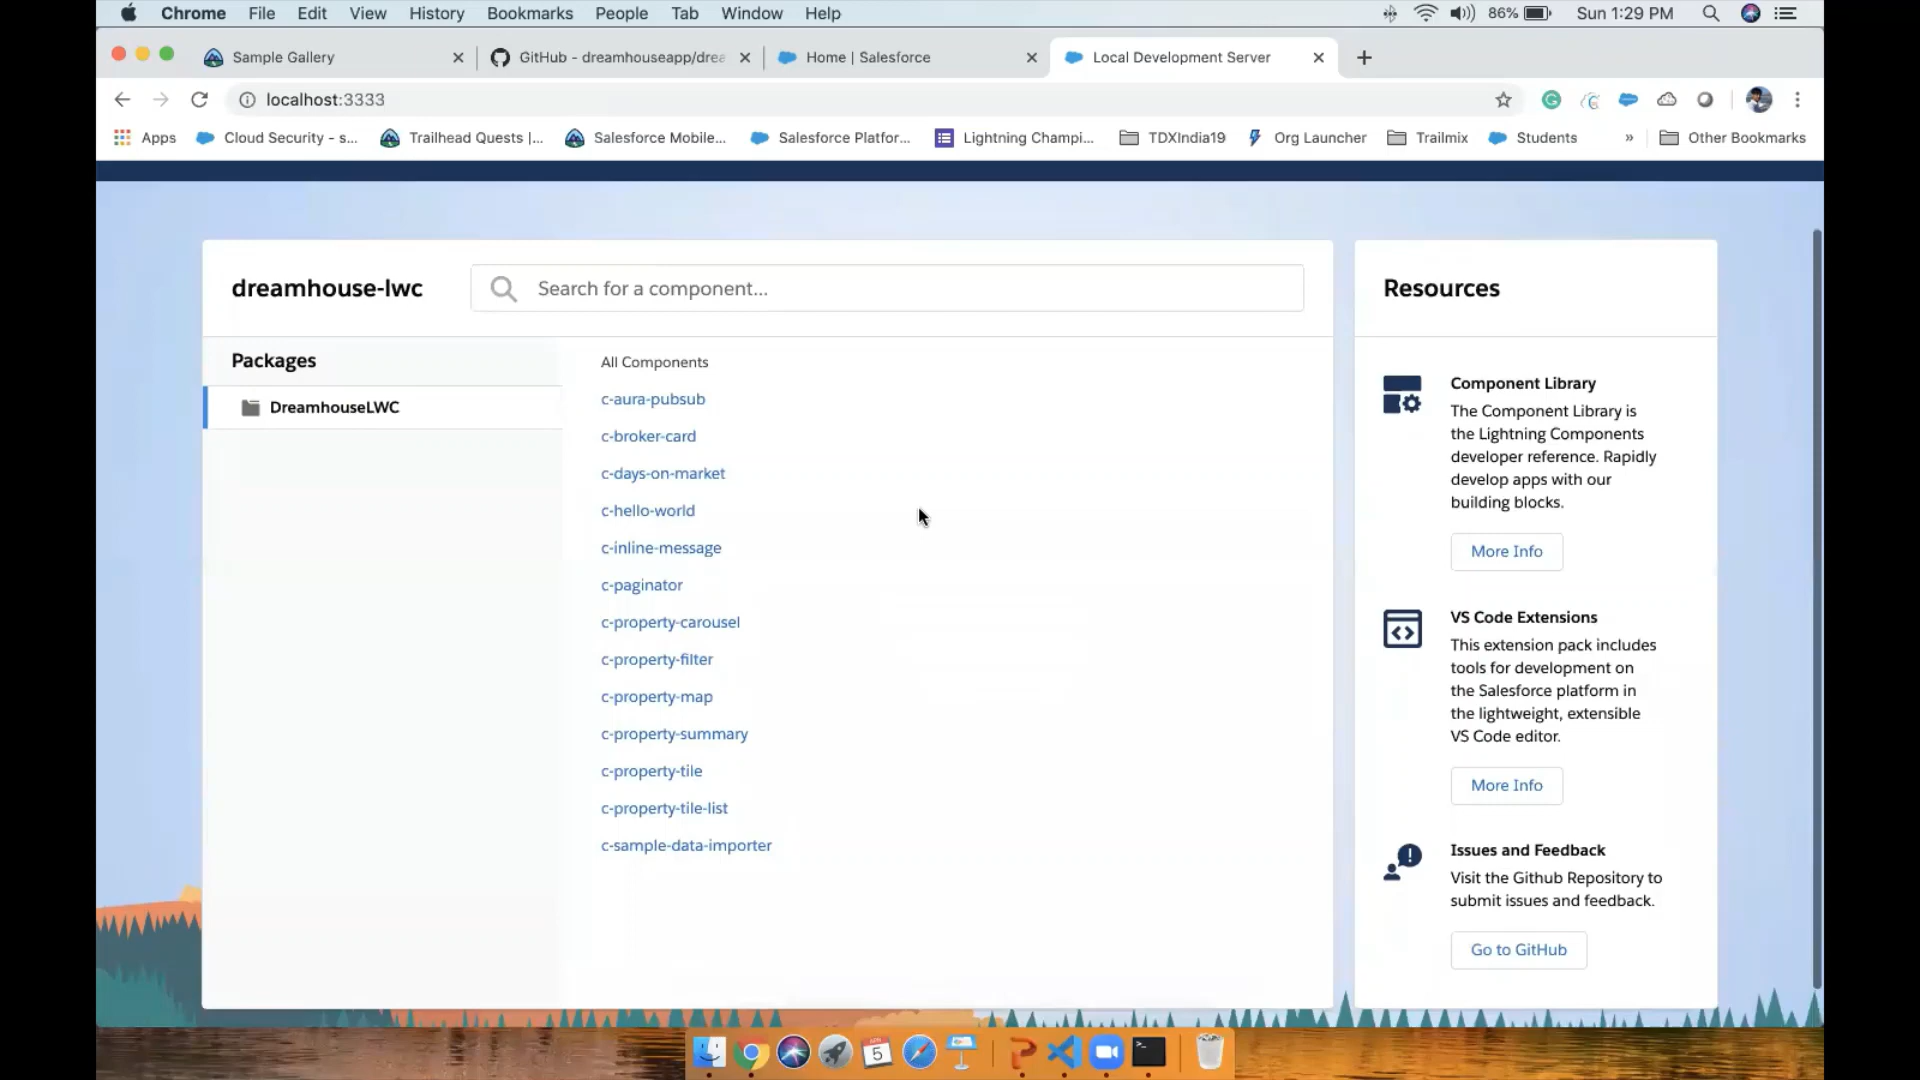 Chrome File Edit View History Bookmarks People Tab Window Help 86% Sun 1:29 PM
Sample Gallery GitHub - dreamhouseapp/drea Home | Salesforce Local Development Server
localhost:3333
Apps Cloud Security - s... Trailhead Quests |... Salesforce Mobile... Salesforce Platfor... Lightning Champi... TDXIndia19 Org Launcher Trailmix Students » Other Bookmarks
dreamhouse-lwc
Search for a component...
Packages
DreamhouseLWC
All Components
c-aura-pubsub
c-broker-card
c-days-on-market
c-hello-world
c-inline-message
c-paginator
c-property-carousel
c-property-filter
c-property-map
c-property-summary
c-property-tile
c-property-tile-list
c-sample-data-importer
Resources
Component Library
The Component Library is
the Lightning Components
developer reference. Rapidly
develop apps with our
building blocks.
More Info
VS Code Extensions
This extension pack includes
tools for development on
the Salesforce platform in
the lightweight, extensible
VS Code editor.
More Info
Issues and Feedback
Visit the Github Repository to
submit issues and feedback.
Go to GitHub
5